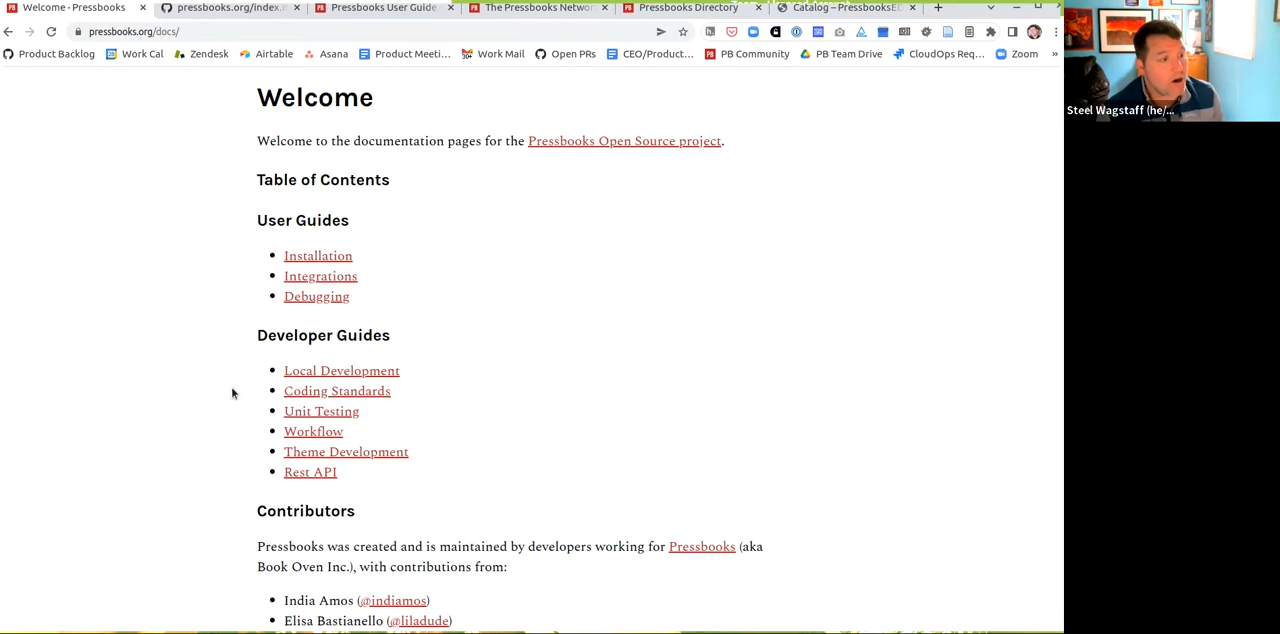 Welcome - Pressbooks
pressbooks.org/index.
Pressbooks User Guide
The Pressbooks Netwo
Pressbooks Directory
Catalog – PressbooksED
pressbooks.org/docs/
Product Backlog
Work Cal
Zendesk
Airtable
Asana
Product Meeti...
Work Mail
Open PRs
CEO/Product...
PB Community
PB Team Drive
CloudOps Req...
Zoom
Steel Wagstaff (he/...
Welcome
Welcome to the documentation pages for the Pressbooks Open Source project.
Table of Contents
User Guides
Installation
Integrations
Debugging
Developer Guides
Local Development
Coding Standards
Unit Testing
Workflow
Theme Development
Rest API
Contributors
Pressbooks was created and is maintained by developers working for Pressbooks (aka
Book Oven Inc.), with contributions from:
India Amos (@indiamos)
Elisa Bastianello (@liladude)